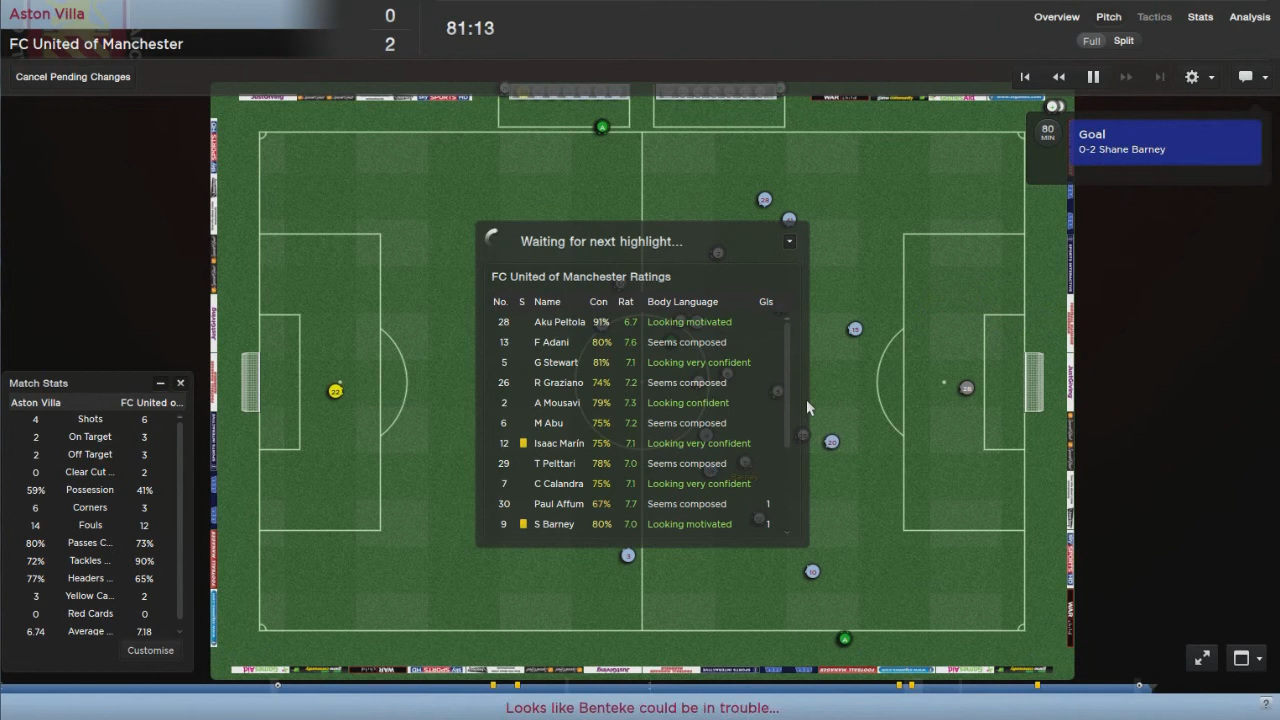 Aston Villa 0
FC United of Manchester 2
81:13
Overview Pitch Tactics Stats Analysis
Full Split
Cancel Pending Changes
80 MIN
Goal
0-2 Shane Barney
Waiting for next highlight...
FC United of Manchester Ratings
No. S Name Con Rat Body Language Gls
28 Aku Peltola 91% 6.7 Looking motivated
13 F Adani 80% 7.6 Seems composed
5 G Stewart 81% 7.1 Looking very confident
26 R Graziano 74% 7.2 Seems composed
2 A Mousavi 79% 7.3 Looking confident
6 M Abu 75% 7.2 Seems composed
12 Isaac Marín 75% 7.1 Looking very confident
29 T Pelttari 78% 7.0 Seems composed
7 C Calandra 75% 7.1 Looking very confident
30 Paul Affum 67% 7.7 Seems composed 1
9 S Barney 80% 7.0 Looking motivated 1
Match Stats
Aston Villa FC United o...
4 Shots 6
2 On Target 3
2 Off Target 3
0 Clear Cut ... 2
59% Possession 41%
6 Corners 3
14 Fouls 12
80% Passes C... 73%
72% Tackles ... 90%
77% Headers ... 65%
3 Yellow Ca... 2
0 Red Cards 0
6.74 Average ... 7.18
Customise
Looks like Benteke could be in trouble...